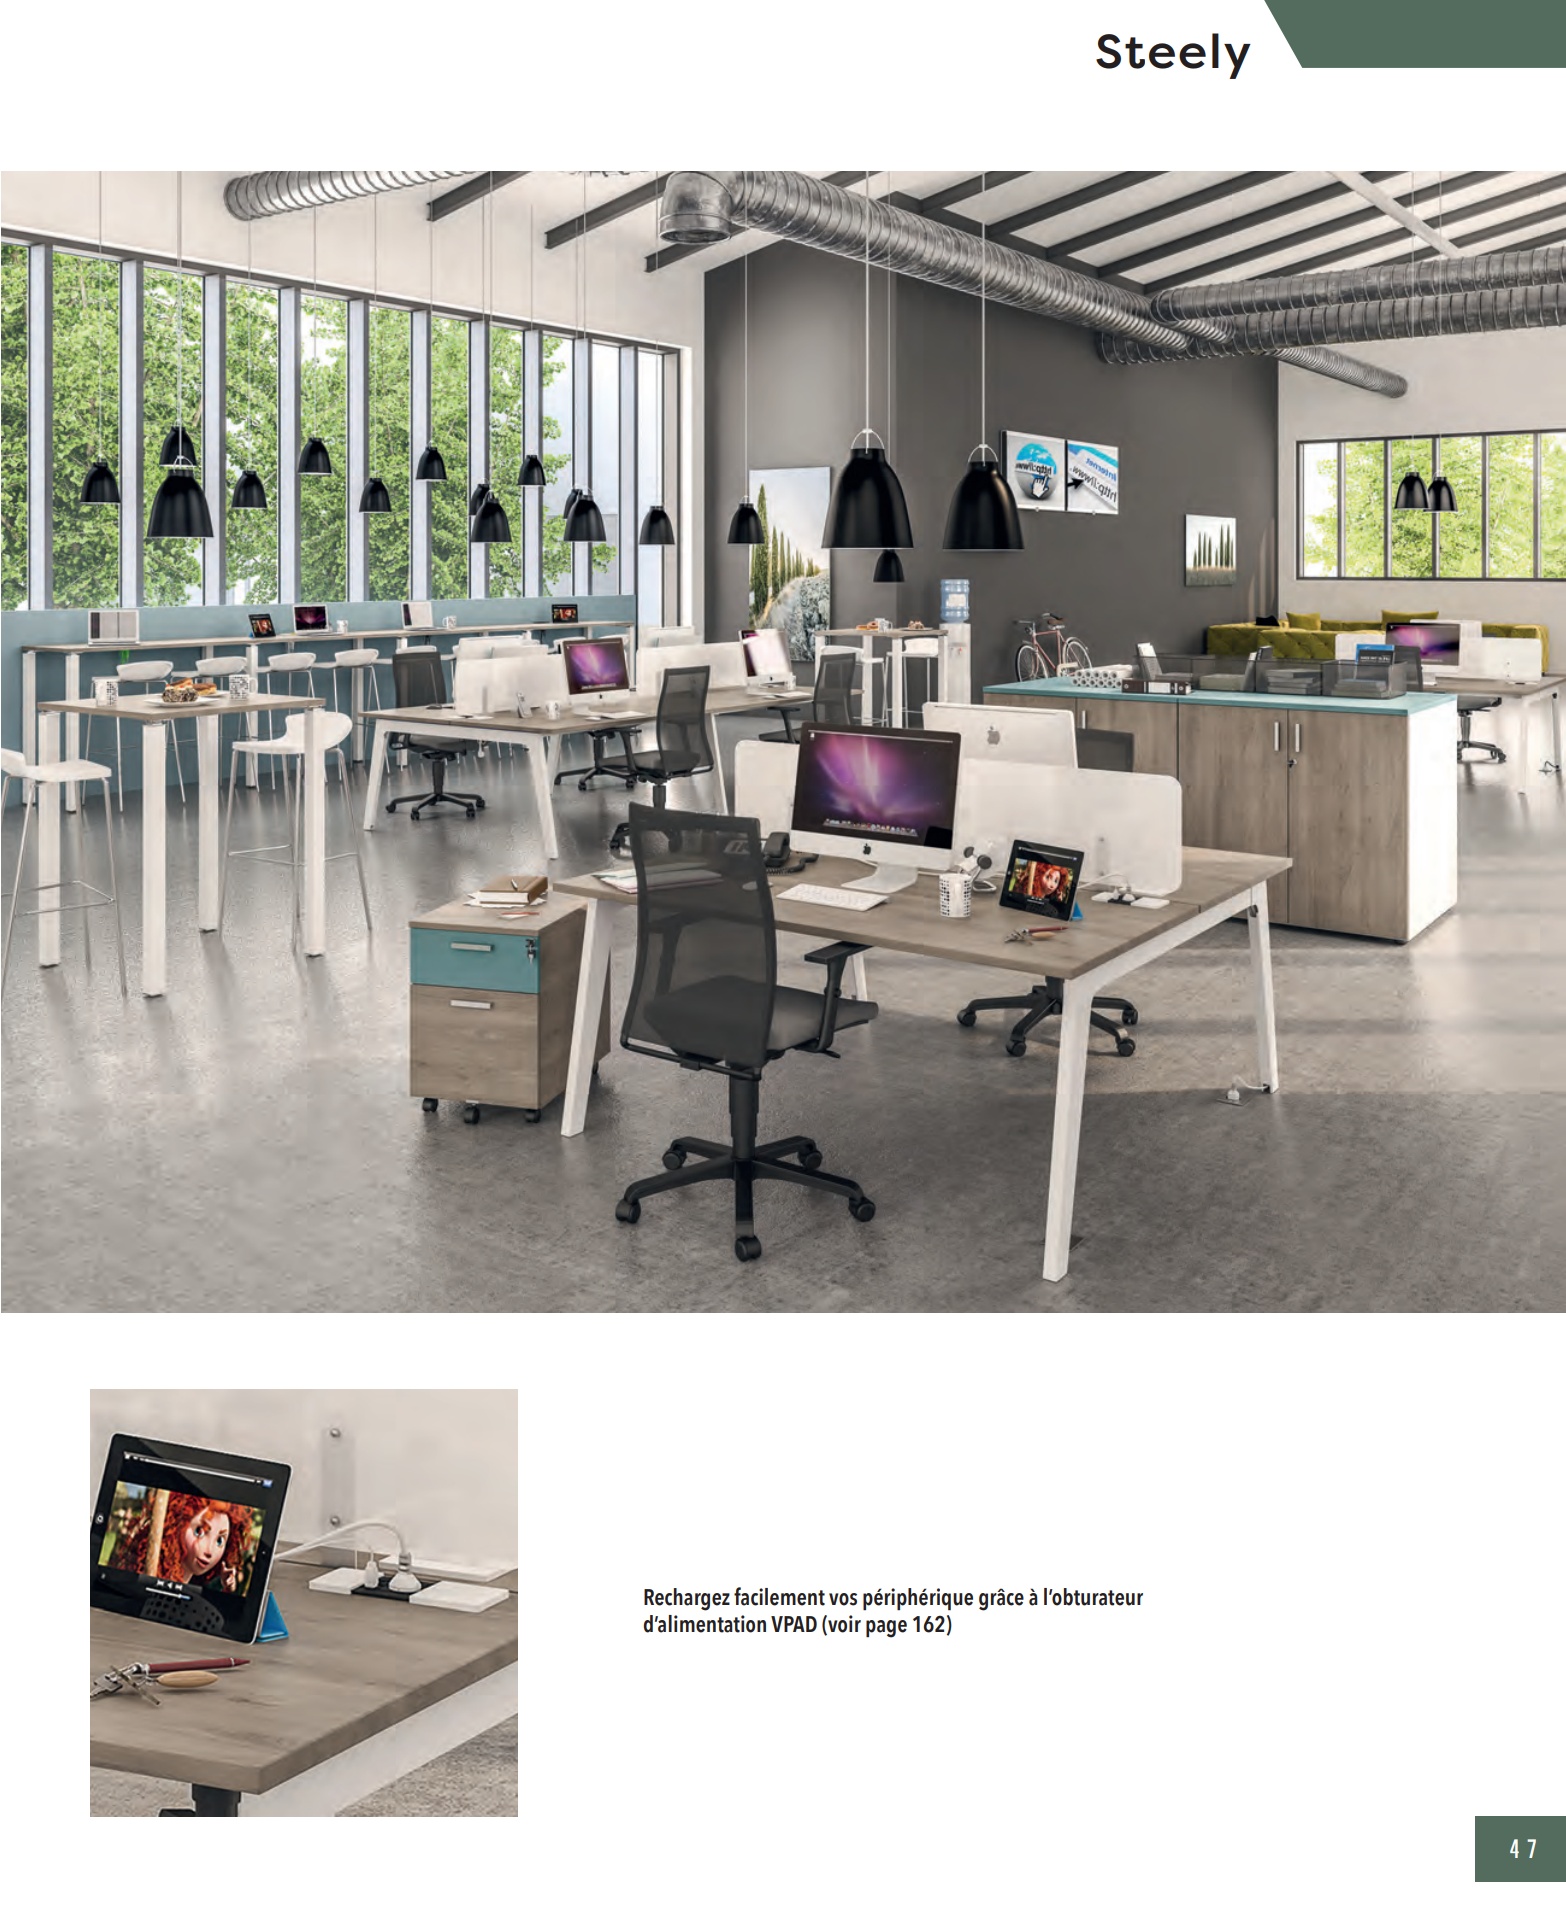 Steely
Rechargez facilement vos périphérique grâce à l'obturateur
d'alimentation VPAD (voir page 162)
47